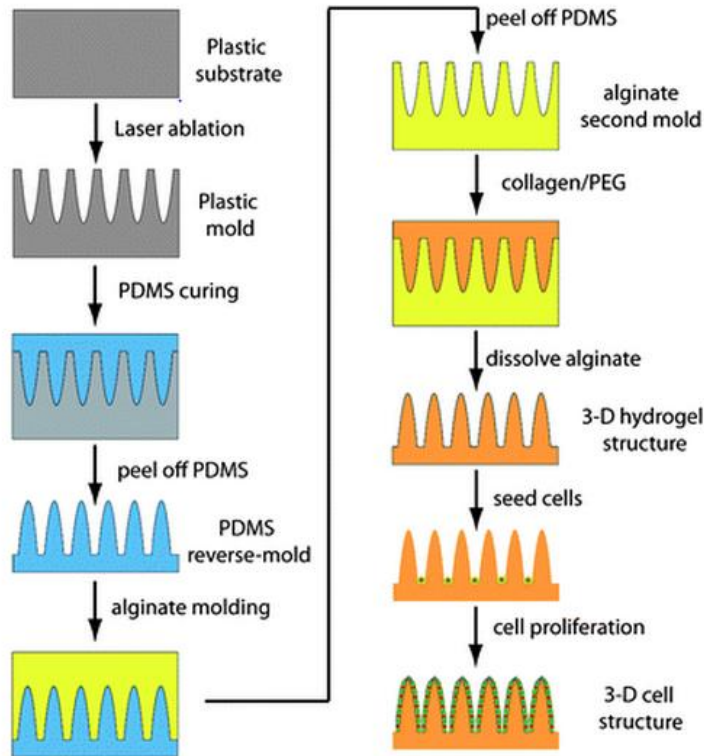 Plastic
substrate
Laser ablation
Plastic
mold
PDMS curing
peel off PDMS
PDMS
reverse-mold
alginate molding
peel off PDMS
alginate
second mold
collagen/PEG
dissolve alginate
3-D hydrogel
structure
seed cells
cell proliferation
3-D cell
structure